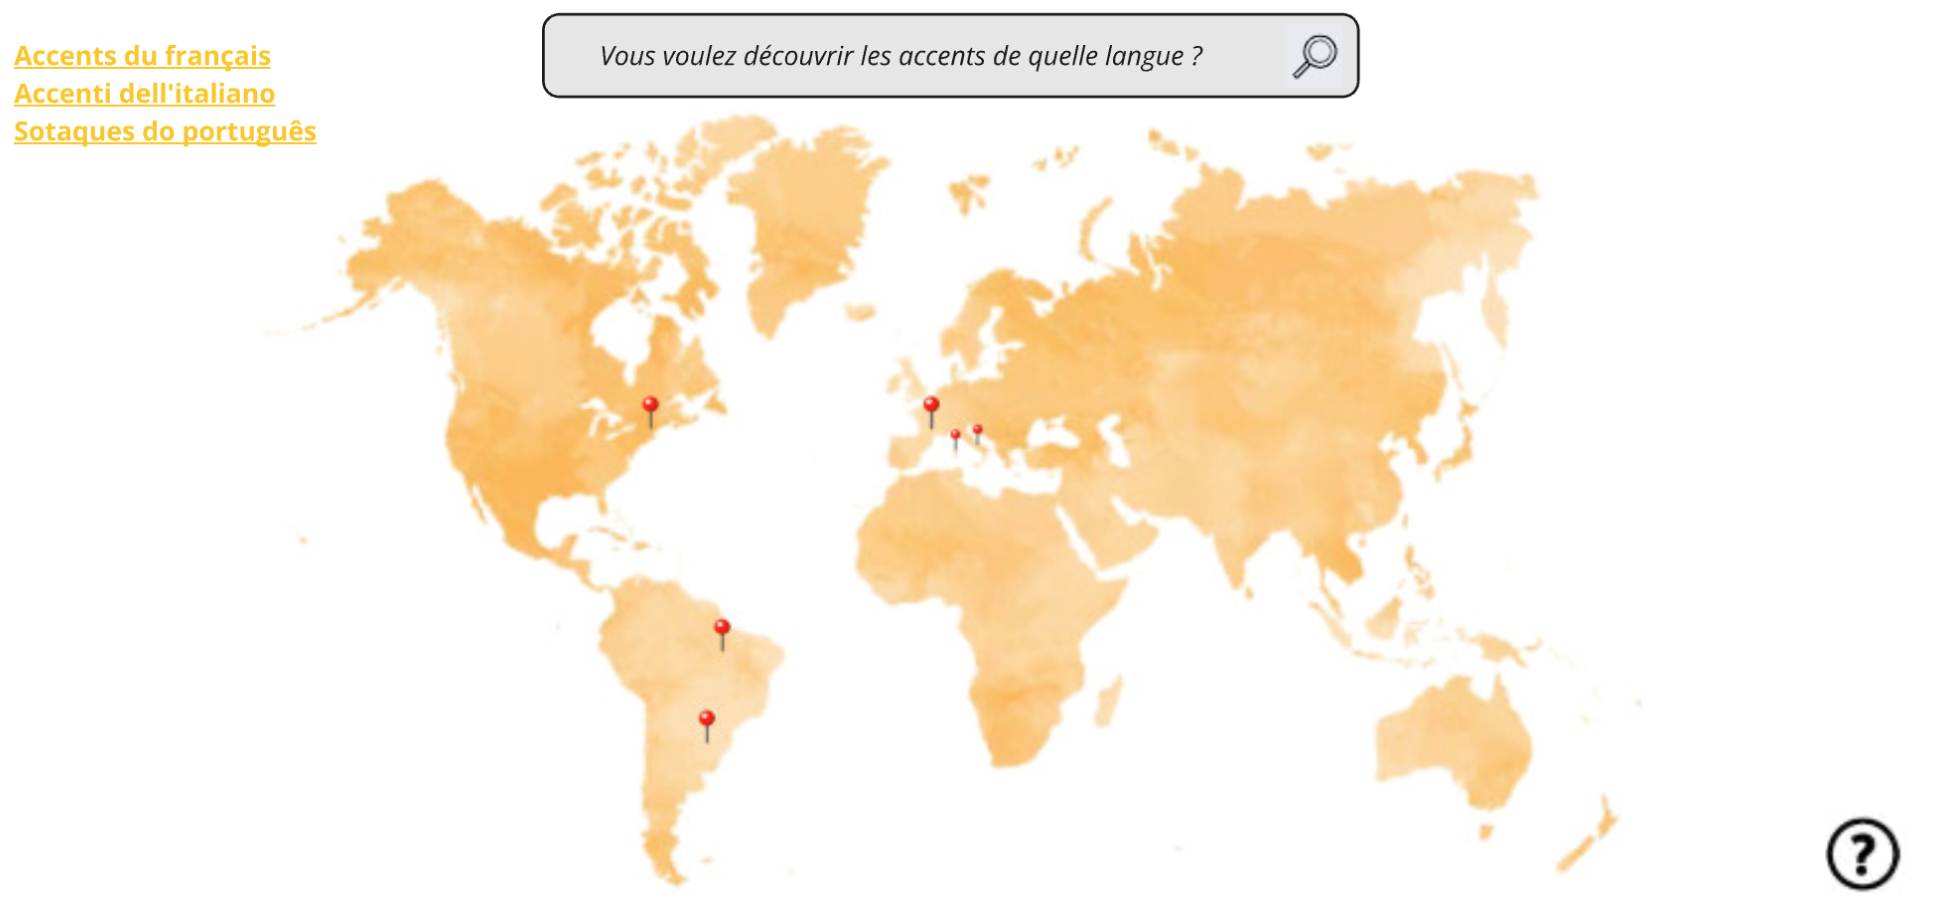 Vous voulez découvrir les accents de quelle langue ?
Accents du français
Accenti dell'italiano
Sotaques do português
?